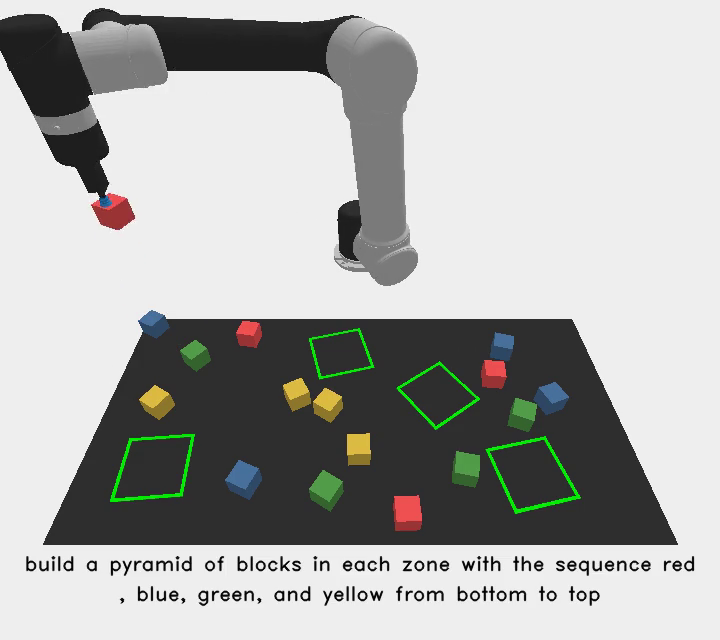 build a pyramid of blocks in each zone with the sequence red
, blue, green, and yellow from bottom to top